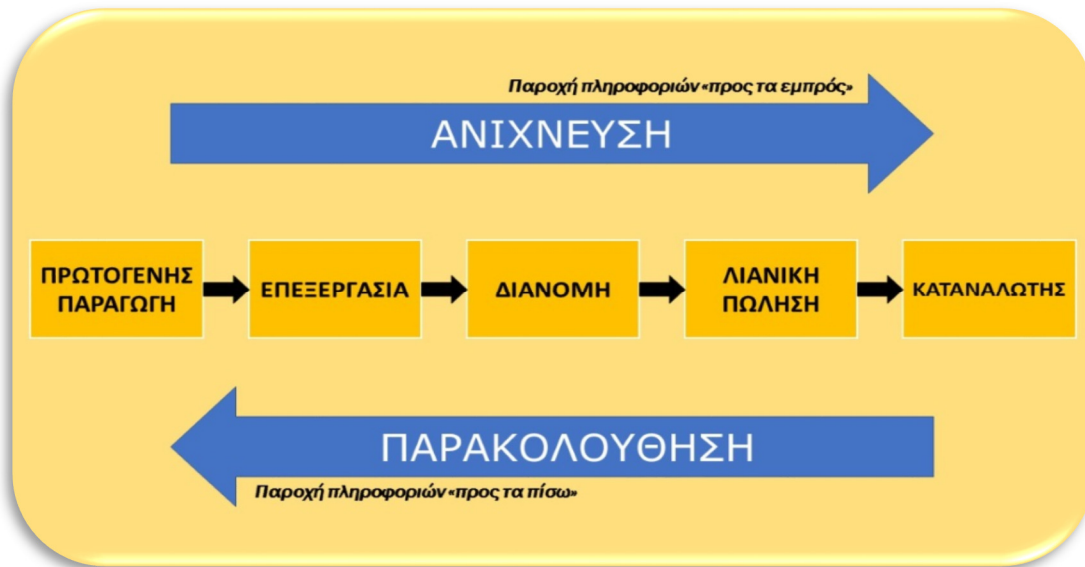 Παροχή πληροφοριών «προς τα εμπρός»
ΑΝΙΧΝΕΥΣΗ
ΠΡΩΤΟΓΕΝΗΣ
ΠΑΡΑΓΩΓΗ
ΕΠΕΞΕΡΓΑΣΙΑ
ΔΙΑΝΟΜΗ
ΛΙΑΝΙΚΗ
ΠΩΛΗΣΗ
ΚΑΤΑΝΑΛΩΤΗΣ
ΠΑΡΑΚΟΛΟΥΘΗΣΗ
Παροχή πληροφοριών «προς τα πίσω»